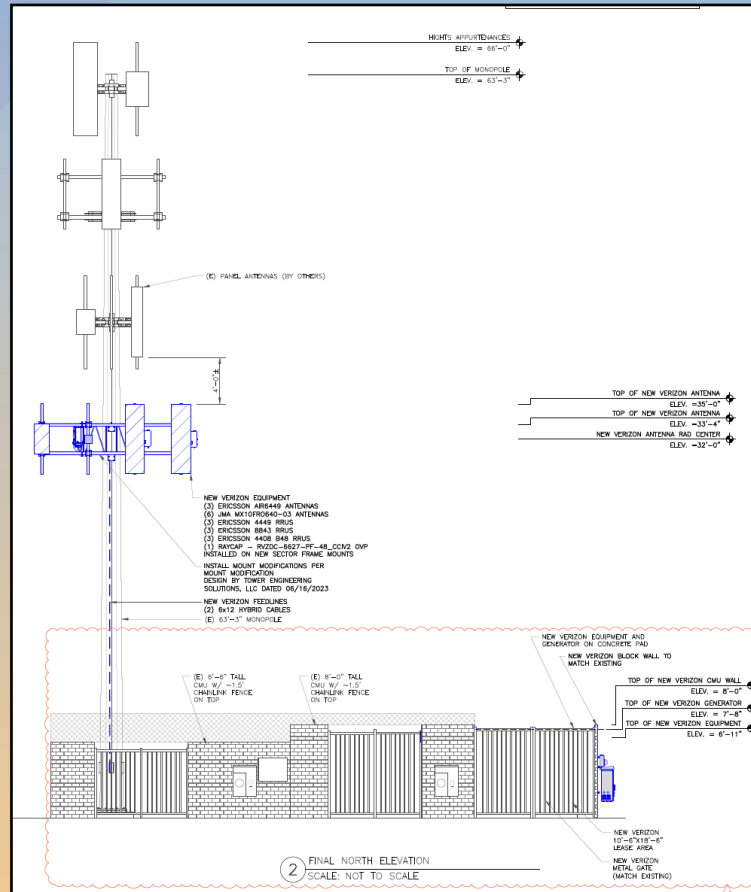 HIGHTS APPURTENANCES
ELEV. = 66'-0"
TOP OF MONOPOLE
ELEV. = 63'-3"
(E) PANEL ANTENNAS (BY OTHERS)
4'-0"±
TOP OF NEW VERIZON ANTENNA
ELEV. =35'-0"
TOP OF NEW VERIZON ANTENNA
ELEV. =33'-4"
NEW VERIZON ANTENNA RAD CENTER
ELEV. =32'-0"
NEW VERIZON EQUIPMENT
(3) ERICSSON AIR6449 ANTENNAS
(6) JMA MX10FRO640-03 ANTENNAS
(3) ERICSSON 4449 RRUS
(3) ERICSSON 8843 RRUS
(3) ERICSSON 4408 B48 RRUS
(1) RAYCAP - RVZDC-6627-PF-48_CCIV2 OVP
INSTALLED ON NEW SECTOR FRAME MOUNTS
INSTALL MOUNT MODIFICATIONS PER
MOUNT MODIFICATION
DESIGN BY TOWER ENGINEERING
SOLUTIONS, LLC DATED 06/16/2023
NEW VERIZON FEEDLINES
(2) 6x12 HYBRID CABLES
(E) 63'-3" MONOPOLE
NEW VERIZON EQUIPMENT AND
GENERATOR ON CONCRETE PAD
NEW VERIZON BLOCK WALL TO
MATCH EXISTING
(E) 6'-6" TALL
CMU W/ ~1.5'
CHAINLINK FENCE
ON TOP
(E) 8'-0" TALL
CMU W/ ~1.5'
CHAINLINK FENCE
ON TOP
TOP OF NEW VERIZON CMU WALL
ELEV. = 8'-0"
TOP OF NEW VERIZON GENERATOR
ELEV. = 7'-8"
TOP OF NEW VERIZON EQUIPMENT
ELEV. = 6'-11"
NEW VERIZON
10'-6"X18'-6"
LEASE AREA
NEW VERIZON
METAL GATE
(MATCH EXISTING)
2 FINAL NORTH ELEVATION
SCALE: NOT TO SCALE